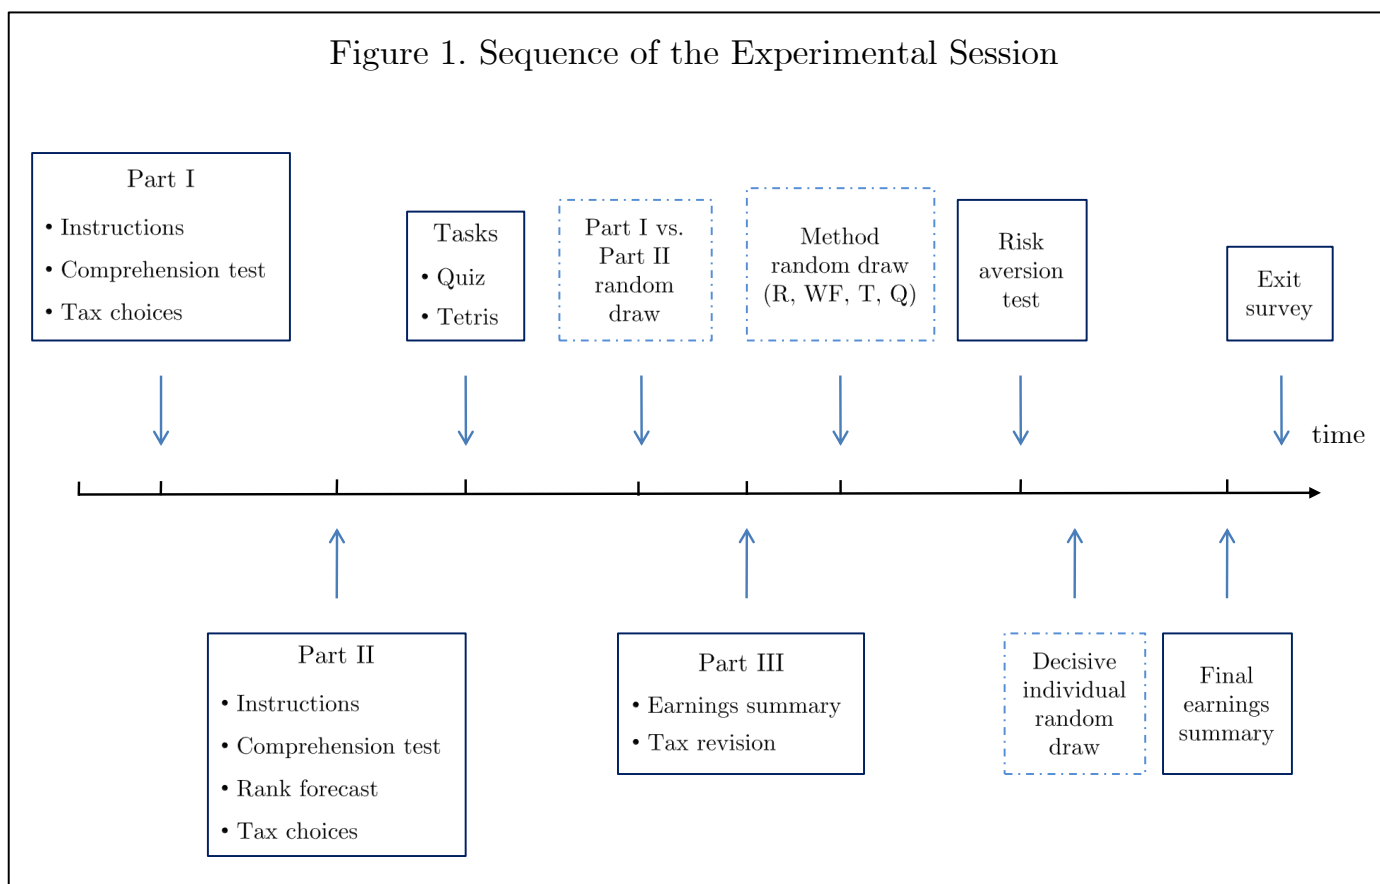 Figure 1. Sequence of the Experimental Session
Part I
• Instructions
• Comprehension test
• Tax choices
Tasks
• Quiz
• Tetris
Part I vs.
Part II
random
draw
Method
random draw
(R, WF, T, Q)
Risk
aversion
test
Exit
survey
time
Part II
• Instructions
• Comprehension test
• Rank forecast
• Tax choices
Part III
• Earnings summary
• Tax revision
Decisive
individual
random
draw
Final
earnings
summary